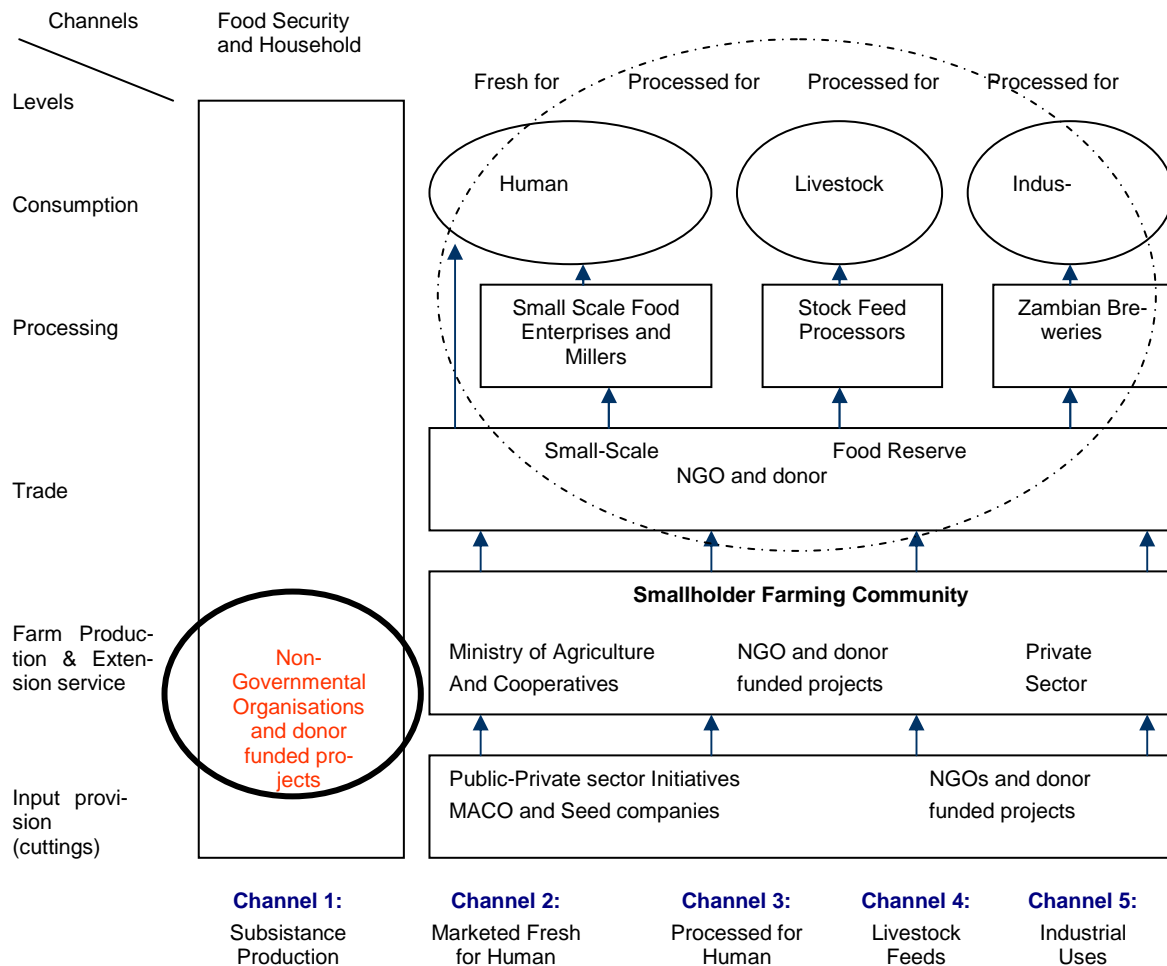 Channels
Food Security
and Household
Levels
Fresh for
Processed for
Processed for
Processed for
Consumption
Human
Livestock
Indus-
Processing
Small Scale Food
Enterprises and
Millers
Stock Feed
Processors
Zambian Bre-
weries
Trade
Small-Scale
Food Reserve
NGO and donor
Farm Produc-
tion & Exten-
sion service
Non-
Governmental
Organisations
and donor
funded pro-
jects
Smallholder Farming Community
Ministry of Agriculture
And Cooperatives
NGO and donor
funded projects
Private
Sector
Input provi-
sion
(cuttings)
Public-Private sector Initiatives
MACO and Seed companies
NGOs and donor
funded projects
Channel 1:
Subsistance
Production
Channel 2:
Marketed Fresh
for Human
Channel 3:
Processed for
Human
Channel 4:
Livestock
Feeds
Channel 5:
Industrial
Uses